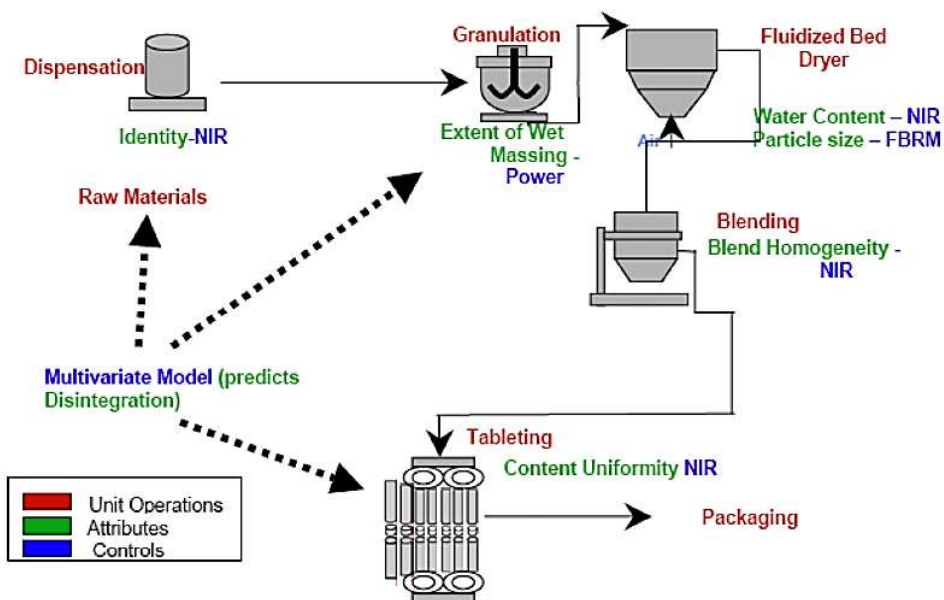 Granulation
Fluidized Bed
Dryer
Dispensation
Identity-NIR
Extent of Wet
Massing -
Power
Water Content – NIR
Air
Particle size – FBRM
Raw Materials
Blending
Blend Homogeneity -
NIR
Multivariate Model (predicts
Disintegration)
Tableting
Content Uniformity NIR
Packaging
Unit Operations
Attributes
Controls